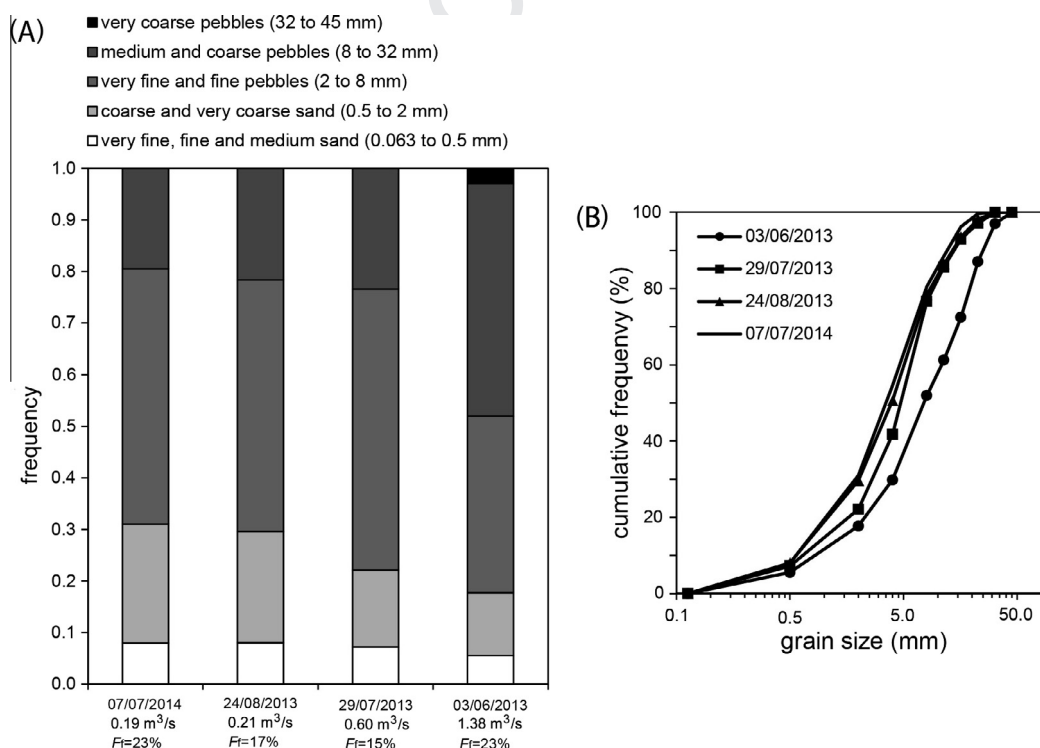 (A)
very coarse pebbles (32 to 45 mm)
medium and coarse pebbles (8 to 32 mm)
very fine and fine pebbles (2 to 8 mm)
coarse and very coarse sand (0.5 to 2 mm)
very fine, fine and medium sand (0.063 to 0.5 mm)
frequency
1.0
0.9
0.8
0.7
0.6
0.5
0.4
0.3
0.2
0.1
0.0
07/07/2014 24/08/2013 29/07/2013 03/06/2013
0.19 m³/s 0.21 m³/s 0.60 m³/s 1.38 m³/s
Ff=23% Ff=17% Ff=15% Ff=23%
(B)
03/06/2013
29/07/2013
24/08/2013
07/07/2014
cumulative frequenvy (%)
100
80
60
40
20
0
0.1 0.5 5.0 50.0
grain size (mm)